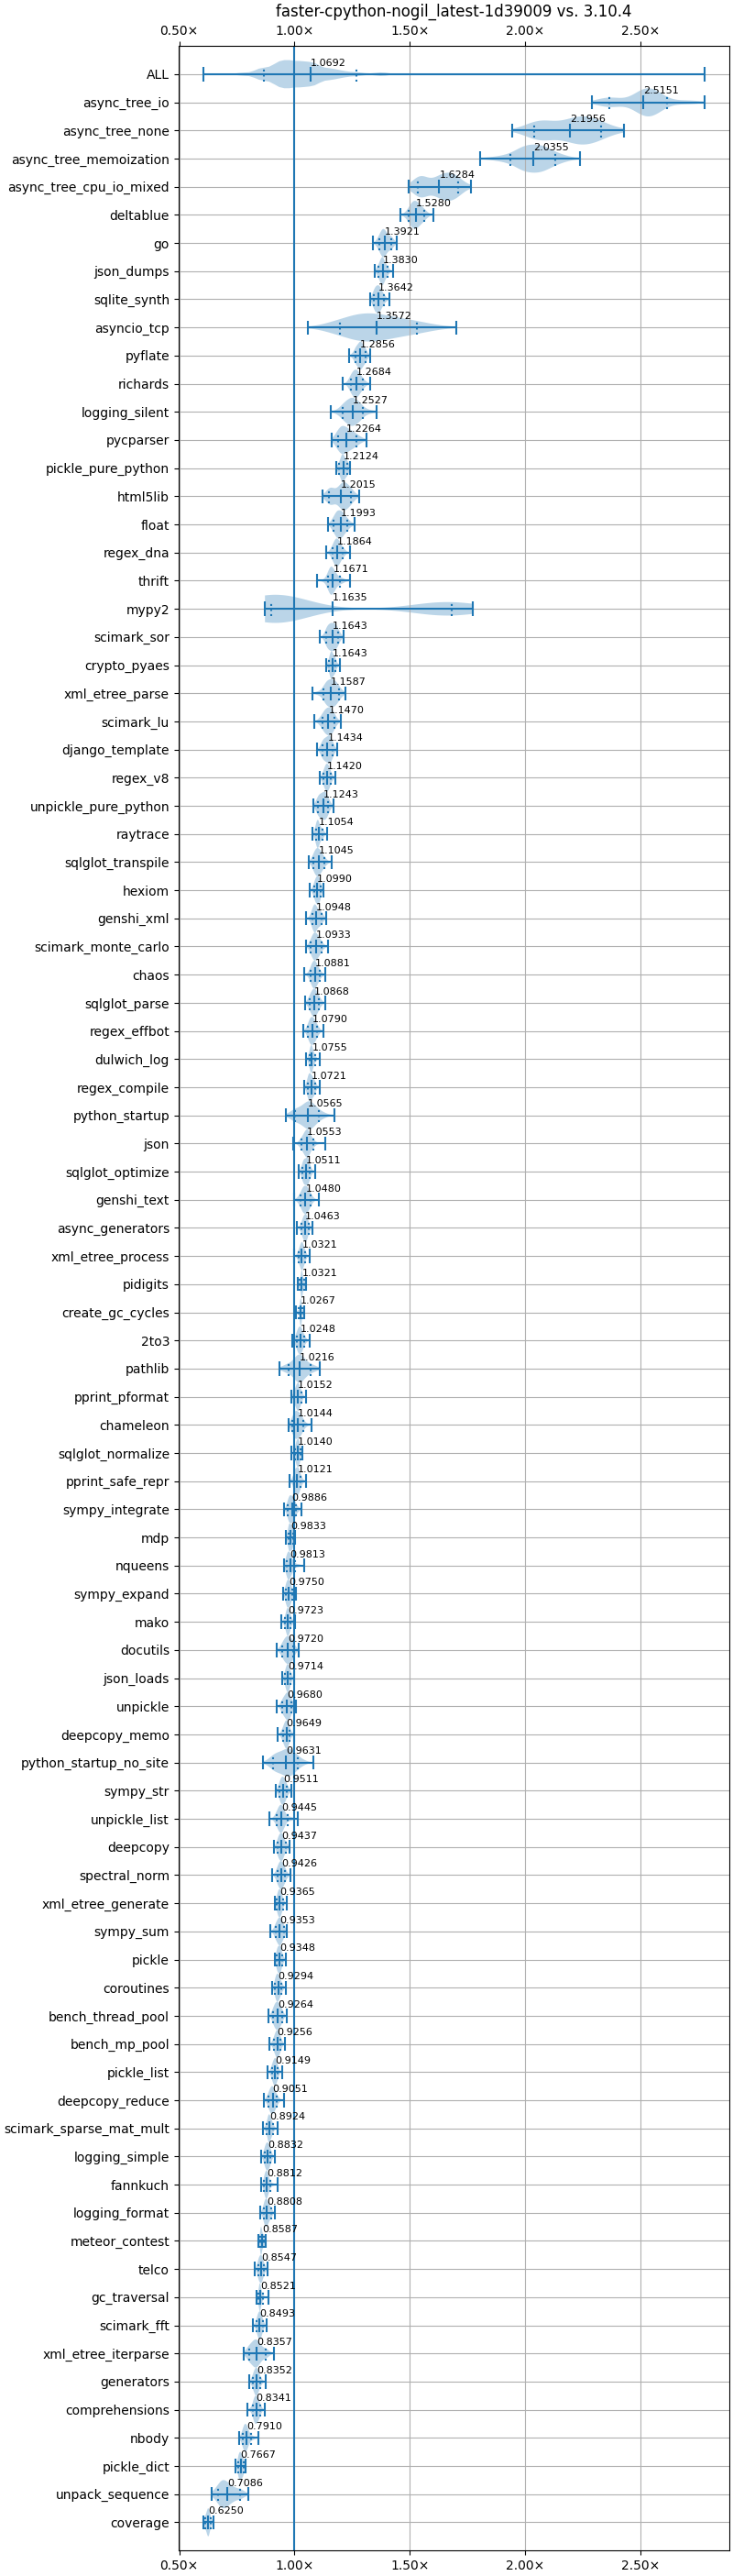 faster-cpython-nogil_latest-1d39009 vs. 3.10.4
0.50× 1.00× 1.50× 2.00× 2.50×
ALL 1.0692
async_tree_io 2.5151
async_tree_none 2.1956
async_tree_memoization 2.0355
async_tree_cpu_io_mixed 1.6284
deltablue 1.5280
go 1.3921
json_dumps 1.3830
sqlite_synth 1.3642
asyncio_tcp 1.3572
pyflate 1.2856
richards 1.2684
logging_silent 1.2527
pycparser 1.2264
pickle_pure_python 1.2124
html5lib 1.2015
float 1.1993
regex_dna 1.1864
thrift 1.1671
mypy2 1.1635
scimark_sor 1.1643
crypto_pyaes 1.1643
xml_etree_parse 1.1587
scimark_lu 1.1470
django_template 1.1434
regex_v8 1.1420
unpickle_pure_python 1.1243
raytrace 1.1054
sqlglot_transpile 1.1045
hexiom 1.0990
genshi_xml 1.0948
scimark_monte_carlo 1.0933
chaos 1.0881
sqlglot_parse 1.0868
regex_effbot 1.0790
dulwich_log 1.0755
regex_compile 1.0721
python_startup 1.0565
json 1.0553
sqlglot_optimize 1.0511
genshi_text 1.0480
async_generators 1.0463
xml_etree_process 1.0321
pidigits 1.0321
create_gc_cycles 1.0267
2to3 1.0248
pathlib 1.0216
pprint_pformat 1.0152
chameleon 1.0144
sqlglot_normalize 1.0140
pprint_safe_repr 1.0121
sympy_integrate 0.9886
mdp 0.9833
nqueens 0.9813
sympy_expand 0.9750
mako 0.9723
docutils 0.9720
json_loads 0.9714
unpickle 0.9680
deepcopy_memo 0.9649
python_startup_no_site 0.9631
sympy_str 0.9511
unpickle_list 0.9445
deepcopy 0.9437
spectral_norm 0.9426
xml_etree_generate 0.9365
sympy_sum 0.9353
pickle 0.9348
coroutines 0.9294
bench_thread_pool 0.9264
bench_mp_pool 0.9256
pickle_list 0.9149
deepcopy_reduce 0.9051
scimark_sparse_mat_mult 0.8924
logging_simple 0.8832
fannkuch 0.8812
logging_format 0.8808
meteor_contest 0.8587
telco 0.8547
gc_traversal 0.8521
scimark_fft 0.8493
xml_etree_iterparse 0.8357
generators 0.8352
comprehensions 0.8341
nbody 0.7910
pickle_dict 0.7667
unpack_sequence 0.7086
coverage 0.6250
0.50× 1.00× 1.50× 2.00× 2.50×